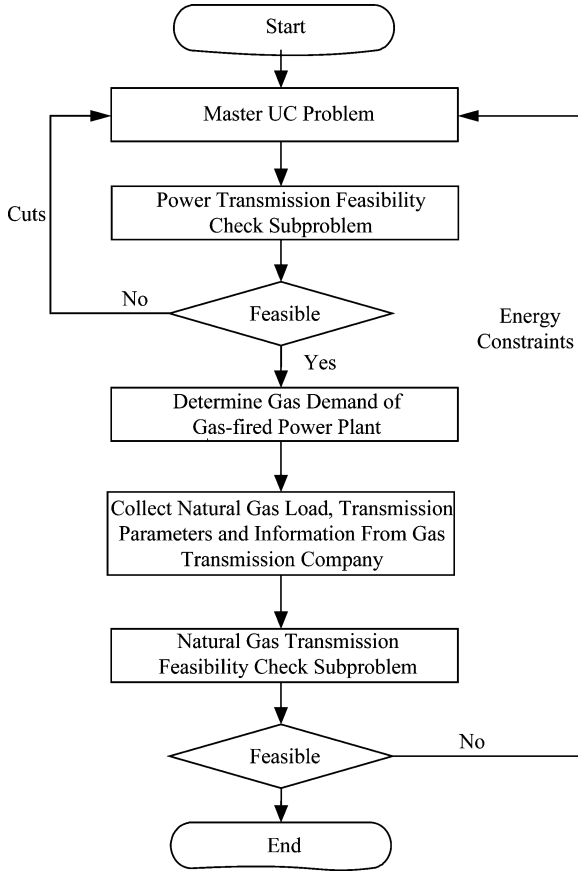 Start
Master UC Problem
Power Transmission Feasibility
Check Subproblem
Cuts
No
Feasible
Yes
Energy
Constraints
Determine Gas Demand of
Gas-fired Power Plant
Collect Natural Gas Load, Transmission
Parameters and Information From Gas
Transmission Company
Natural Gas Transmission
Feasibility Check Subproblem
Feasible
No
End